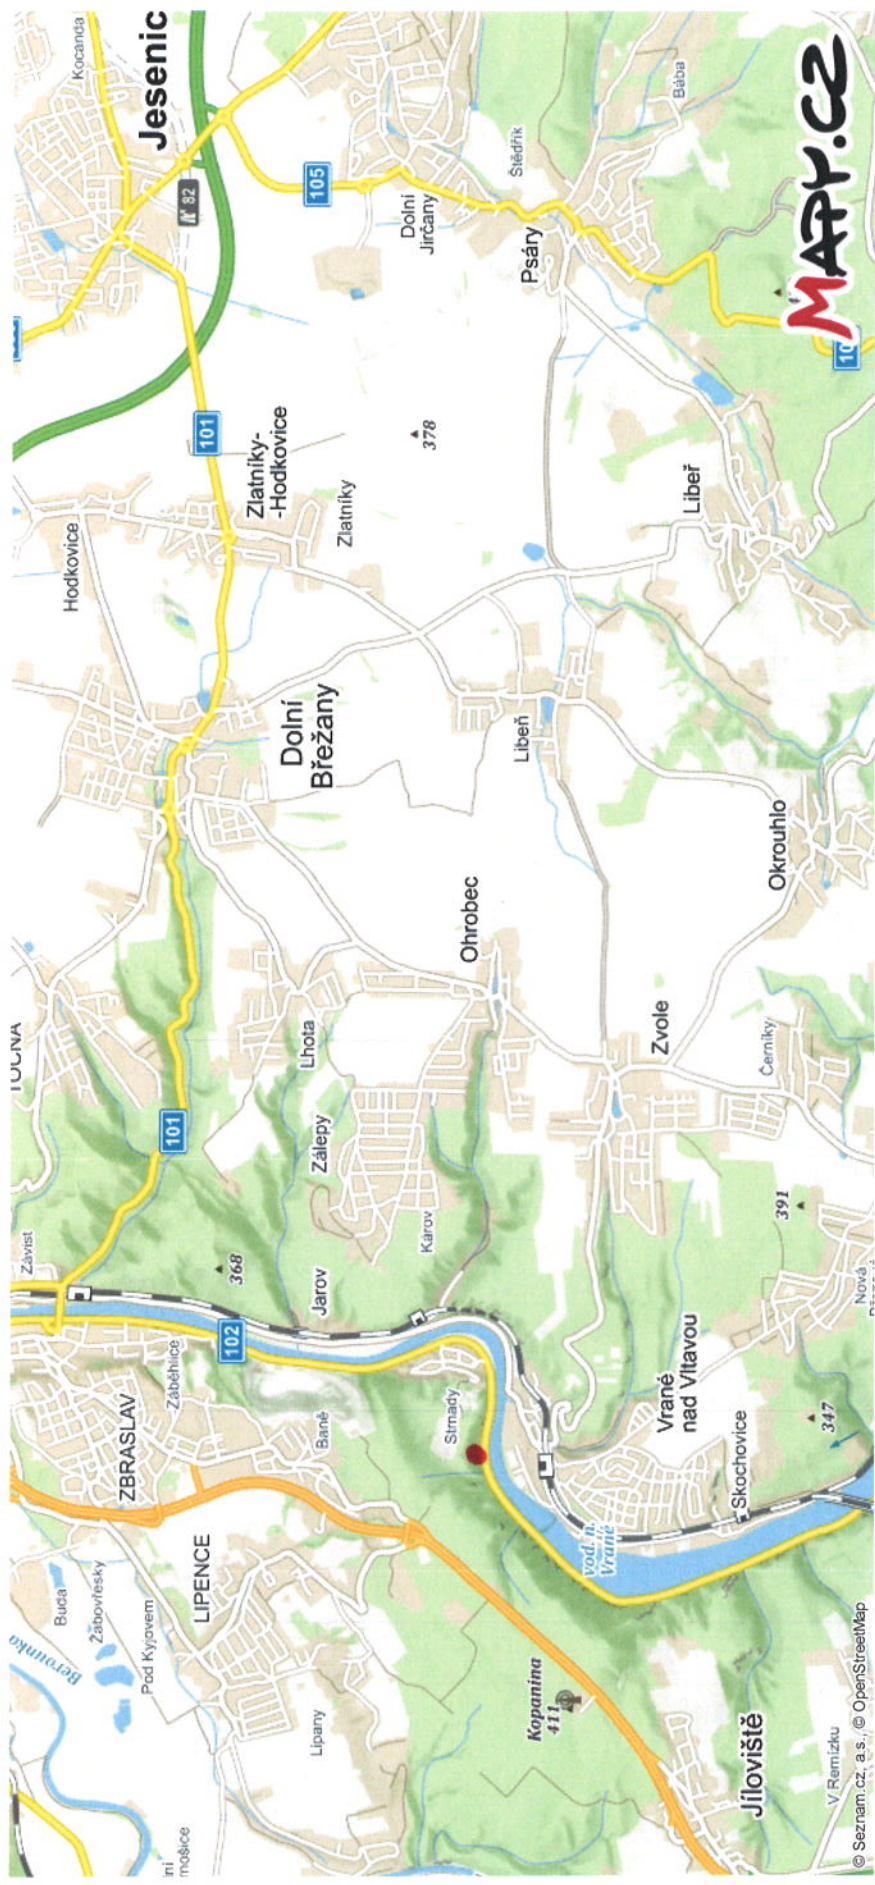 Kocanda
Jesenic
Hodkovice
101
82
105
TOČNÁ
Závist
101
Zlatníky-
-Hodkovice
Zlatníky
Dolní
Břežany
Dolní
Jirčany
378
Štědřík
Psáry
Bába
Buda
Žabovřesky
Berounka
Pod Kyjovem
ZBRASLAV
Záběhlice
102
368
LIPENCE
Baně
Jarov
Zálepy
Lhota
Lipany
Károv
Strnady
Ohrobec
Libeň
Libeř
Kopanina
411
vod. n.
Vrané
Vrané
nad Vltavou
Zvole
Skochovice
Černíky
Okrouhlo
391
347
Nová
Jíloviště
V Remízku
10
MAPY.CZ
© Seznam.cz, a.s., © OpenStreetMap